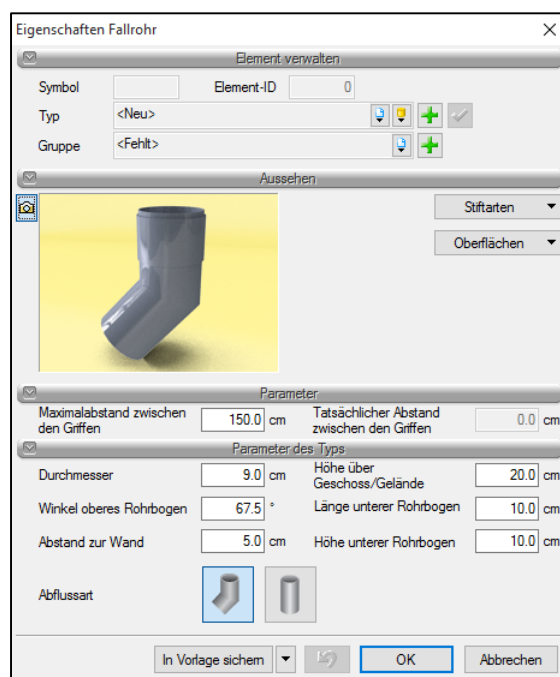 Eigenschaften Fallrohr
Element verwalten
Symbol Element-ID 0
Typ <Neu>
Gruppe <Fehlt>
Aussehen
Stiftarten
Oberflächen
Parameter
Maximalabstand zwischen den Griffen 150.0 cm Tatsächlicher Abstand zwischen den Griffen 0.0 cm
Parameter des Typs
Durchmesser 9.0 cm Höhe über Geschoss/Gelände 20.0 cm
Winkel oberes Rohrbogen 67.5 ° Länge unterer Rohrbogen 10.0 cm
Abstand zur Wand 5.0 cm Höhe unterer Rohrbogen 10.0 cm
Abflussart
In Vorlage sichern OK Abbrechen